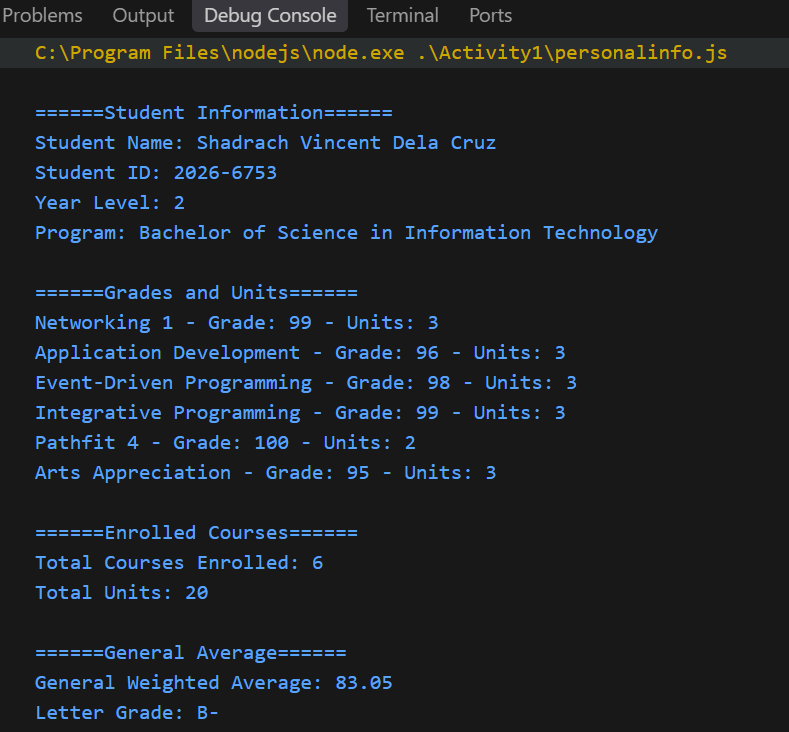 Problems Output Debug Console Terminal Ports
C:\Program Files\nodejs\node.exe .\Activity1\personalinfo.js
======Student Information======
Student Name: Shadrach Vincent Dela Cruz
Student ID: 2026-6753
Year Level: 2
Program: Bachelor of Science in Information Technology
======Grades and Units======
Networking 1 - Grade: 99 - Units: 3
Application Development - Grade: 96 - Units: 3
Event-Driven Programming - Grade: 98 - Units: 3
Integrative Programming - Grade: 99 - Units: 3
Pathfit 4 - Grade: 100 - Units: 2
Arts Appreciation - Grade: 95 - Units: 3
======Enrolled Courses======
Total Courses Enrolled: 6
Total Units: 20
======General Average======
General Weighted Average: 83.05
Letter Grade: B-